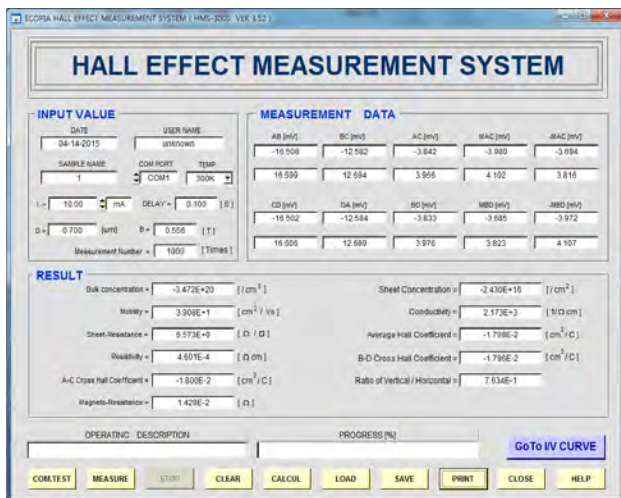 ECOPIA HALL EFFECT MEASUREMENT SYSTEM ( HMS-3000 VER 3.52 )
HALL EFFECT MEASUREMENT SYSTEM
INPUT VALUE
DATE USER NAME
04-14-2015 unknown
SAMPLE NAME COM PORT TEMP
1 COM1 300K
I = 10.00 mA DELAY = 0.100 [S]
D = 0.700 [um] B = 0.556 [T]
Measurement Number = 1000 [Times]
MEASUREMENT DATA
AB [mV] BC [mV] AC [mV] MAC [mV] -MAC [mV]
-16.508 -12.582 -3.842 -3.980 -3.694
16.599 12.694 3.966 4.102 3.816
CD [mV] DA [mV] BD [mV] MBD [mV] -MBD [mV]
-16.502 -12.584 -3.833 -3.685 -3.972
16.606 12.689 3.976 3.823 4.107
RESULT
Bulk concentration = -3.472E+20 [/cm³] Sheet Concentration = -2.430E+16 [/cm²]
Mobility = 3.908E+1 [cm²/Vs] Conductivity = 2.173E+3 [1/Ω cm]
Sheet-Resistance = 6.573E+0 [Ω/□] Average Hall Coefficient = -1.798E-2 [cm³/C]
Resistivity = 4.601E-4 [Ω cm] B-D Cross Hall Coefficient = -1.796E-2 [cm³/C]
A-C Cross Hall Coefficient = -1.800E-2 [cm³/C] Ratio of Vertical / Horizontal = 7.634E-1
Magneto-Resistance = 1.428E-2 [Ω]
OPERATING DESCRIPTION PROGRESS [%]
GoTo I/V CURVE
COM.TEST MEASURE STOP CLEAR CALCUL LOAD SAVE PRINT CLOSE HELP